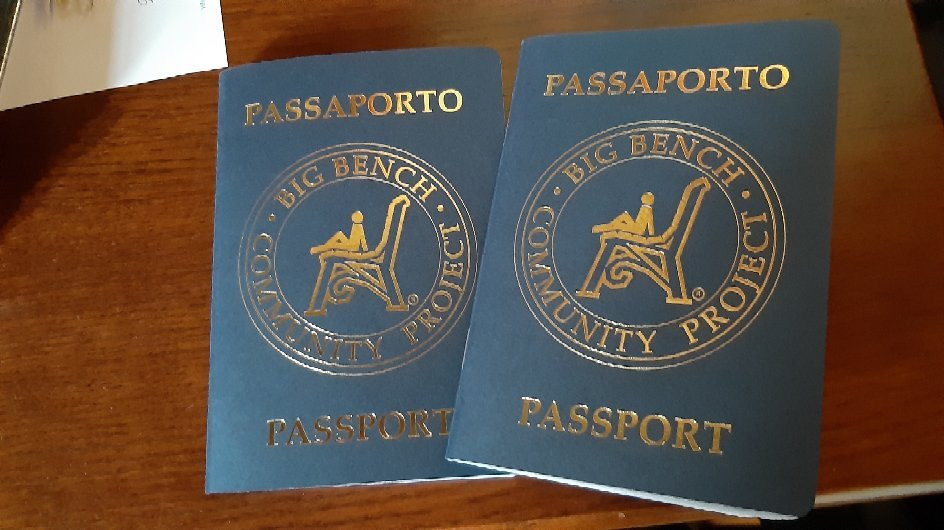 PASSAPORTO
· BIG BENCH ·
COMMUNITY PROJECT
PASSPORT
PASSAPORTO
· BIG BENCH ·
COMMUNITY PROJECT
®
PASSPORT